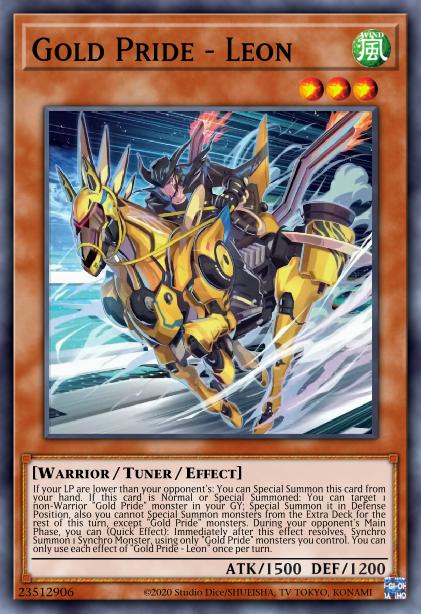 GOLD PRIDE - LEON
WIND
風
[WARRIOR / TUNER / EFFECT]
If your LP are lower than your opponent's: You can Special Summon this card from
your hand. If this card is Normal or Special Summoned: You can target 1
non-Warrior "Gold Pride" monster in your GY; Special Summon it in Defense
Position, also you cannot Special Summon monsters from the Extra Deck for the
rest of this turn, except "Gold Pride" monsters. During your opponent's Main
Phase, you can (Quick Effect): Immediately after this effect resolves, Synchro
Summon 1 Synchro Monster, using only "Gold Pride" monsters you control. You can
only use each effect of "Gold Pride - Leon" once per turn.
ATK/1500 DEF/1200
23512906 ©2020 Studio Dice/SHUEISHA, TV TOKYO, KONAMI